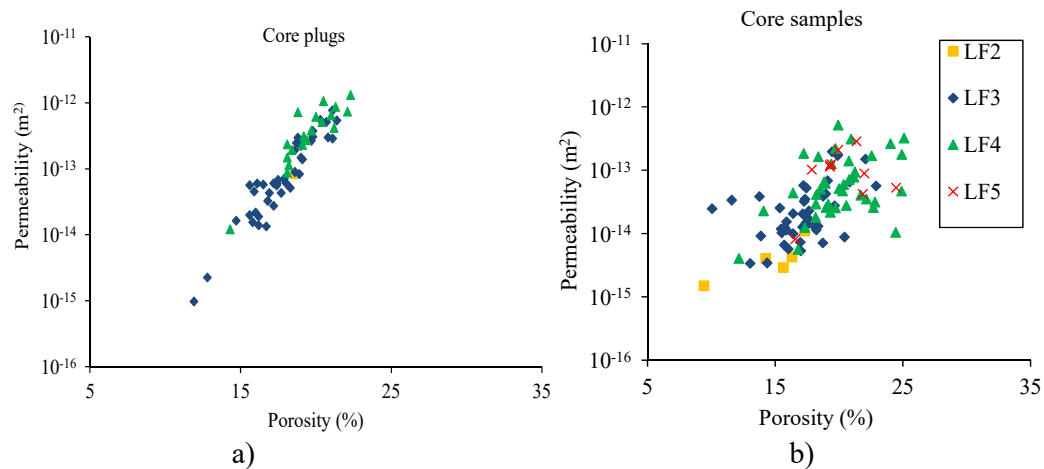 Core plugs
Permeability (m²)
10⁻¹¹
10⁻¹²
10⁻¹³
10⁻¹⁴
10⁻¹⁵
10⁻¹⁶
5 15 25 35
Porosity (%)
a)
Core samples
Permeability (m²)
10⁻¹¹
10⁻¹²
10⁻¹³
10⁻¹⁴
10⁻¹⁵
10⁻¹⁶
5 15 25 35
Porosity (%)
b)
LF2
LF3
LF4
LF5